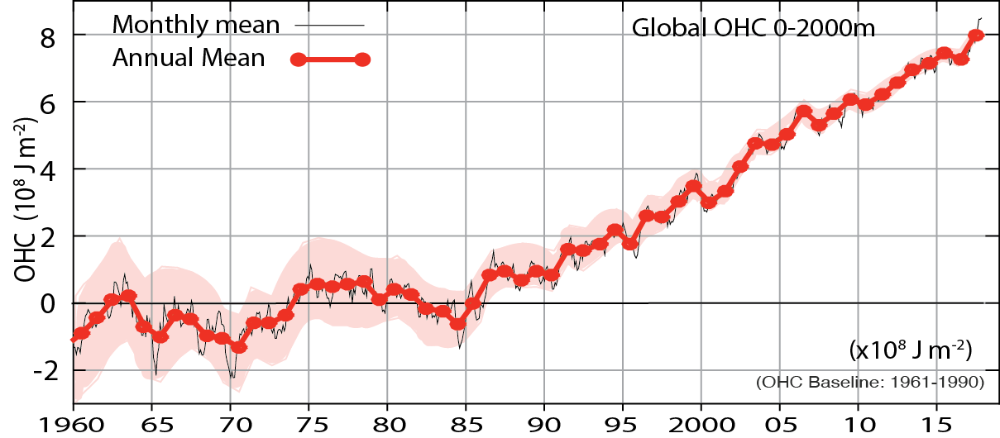 Monthly mean
Annual Mean
Global OHC 0-2000m
OHC (10⁸ J m⁻²)
8
6
4
2
0
-2
(x10⁸ J m⁻²)
(OHC Baseline: 1961-1990)
1960 65 70 75 80 85 90 95 2000 05 10 15